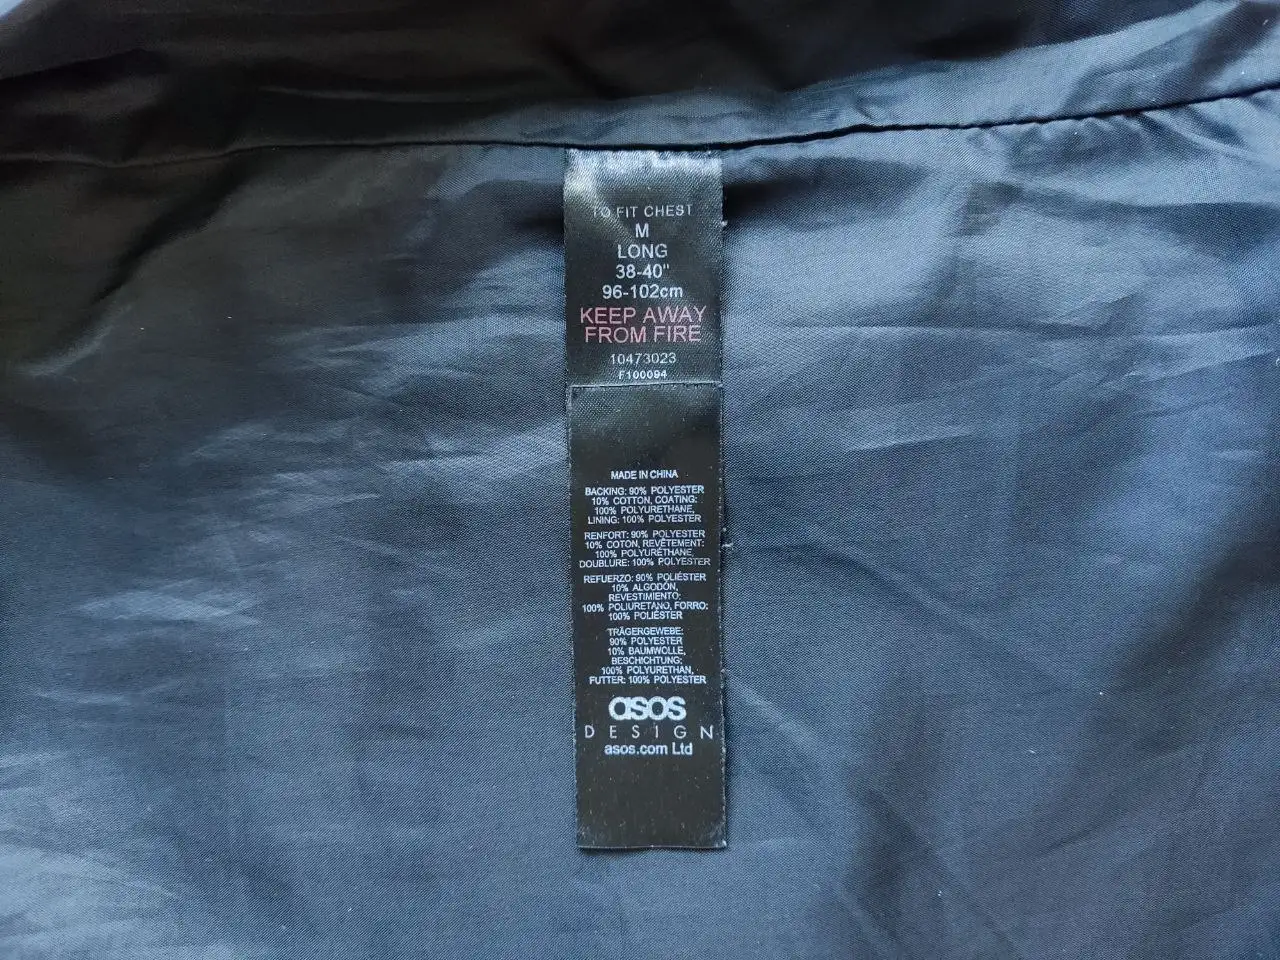 TO FIT CHEST
M
LONG
38-40"
96-102cm
KEEP AWAY
FROM FIRE
10473023
F100094
MADE IN CHINA
BACKING: 90% POLYESTER
10% COTTON, COATING:
100% POLYURETHANE,
LINING: 100% POLYESTER
RENFORT: 90% POLYESTER
10% COTON, REVÊTEMENT:
100% POLYURÉTHANE,
DOUBLURE: 100% POLYESTER
REFUERZO: 90% POLIÉSTER
10% ALGODÓN,
REVESTIMIENTO:
100% POLIURETANO, FORRO:
100% POLIÉSTER
TRÄGERGEWEBE:
90% POLYESTER
10% BAUMWOLLE,
BESCHICHTUNG:
100% POLYURETHAN,
FUTTER: 100% POLYESTER
asos
DESIGN
asos.com Ltd